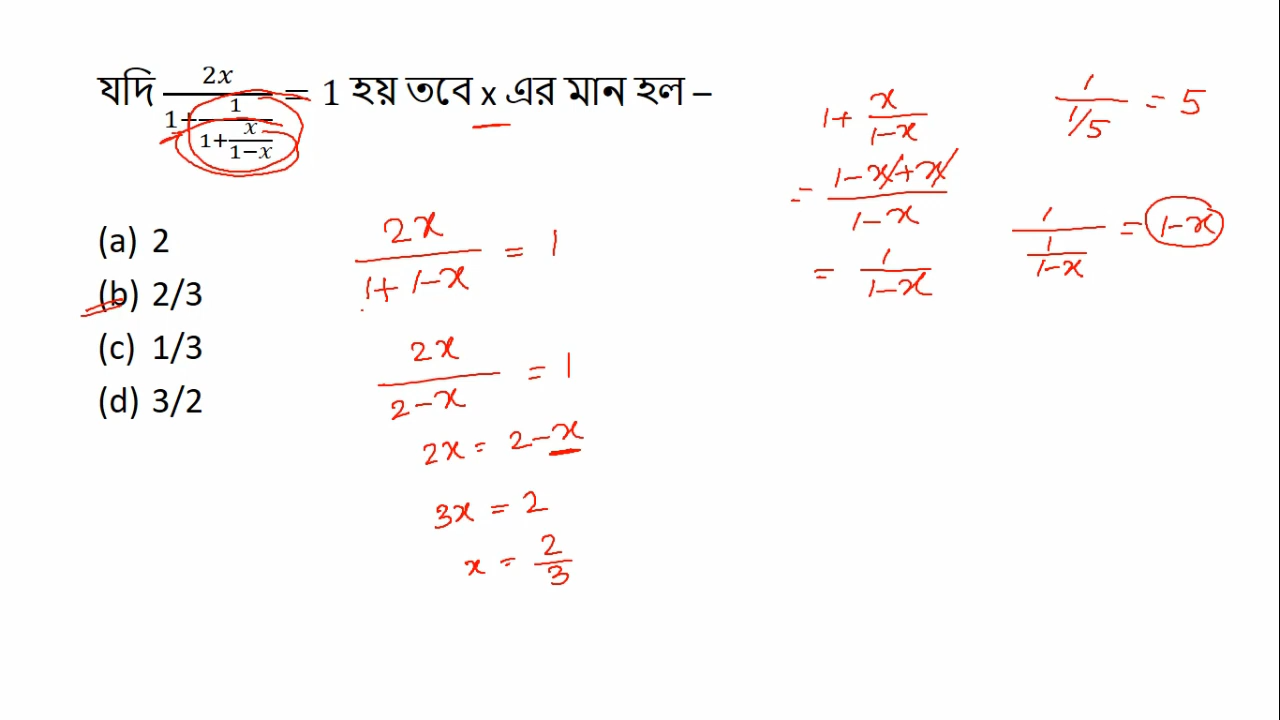 যদি 2x / (1 + 1 / (1 + x/(1−x))) = 1 হয় তবে x এর মান হল –
(a) 2
(b) 2/3
(c) 1/3
(d) 3/2
2x / (1 + 1−x) = 1
2x / (2−x) = 1
2x = 2−x
3x = 2
x = 2/3
1 + x/(1−x)
= (1−x+x)/(1−x)
= 1/(1−x)
1/(1/5) = 5
1/(1/(1−x)) = 1−x